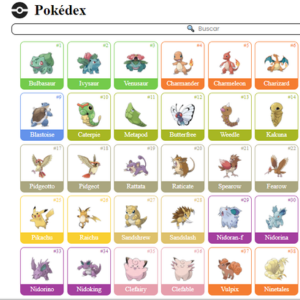 Pokédex
Buscar
#1 #2 #3 #4 #5 #6
Bulbasaur Ivysaur Venusaur Charmander Charmeleon Charizard
#9 #10 #11 #12 #13 #14
Blastoise Caterpie Metapod Butterfree Weedle Kakuna
#17 #18 #19 #20 #21 #22
Pidgeotto Pidgeot Rattata Raticate Spearow Fearow
#25 #26 #27 #28 #29 #30
Pikachu Raichu Sandshrew Sandslash Nidoran-f Nidorina
#33 #34 #35 #36 #37 #38
Nidorino Nidoking Clefairy Clefable Vulpix Ninetales